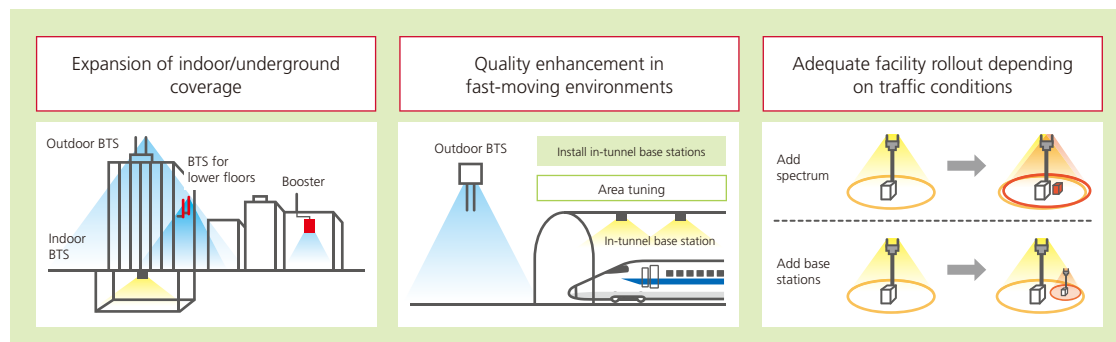 Expansion of indoor/underground
coverage
Outdoor BTS
BTS for
lower floors
Booster
Indoor
BTS
Quality enhancement in
fast-moving environments
Outdoor BTS
Install in-tunnel base stations
Area tuning
In-tunnel base station
Adequate facility rollout depending
on traffic conditions
Add
spectrum
Add base
stations